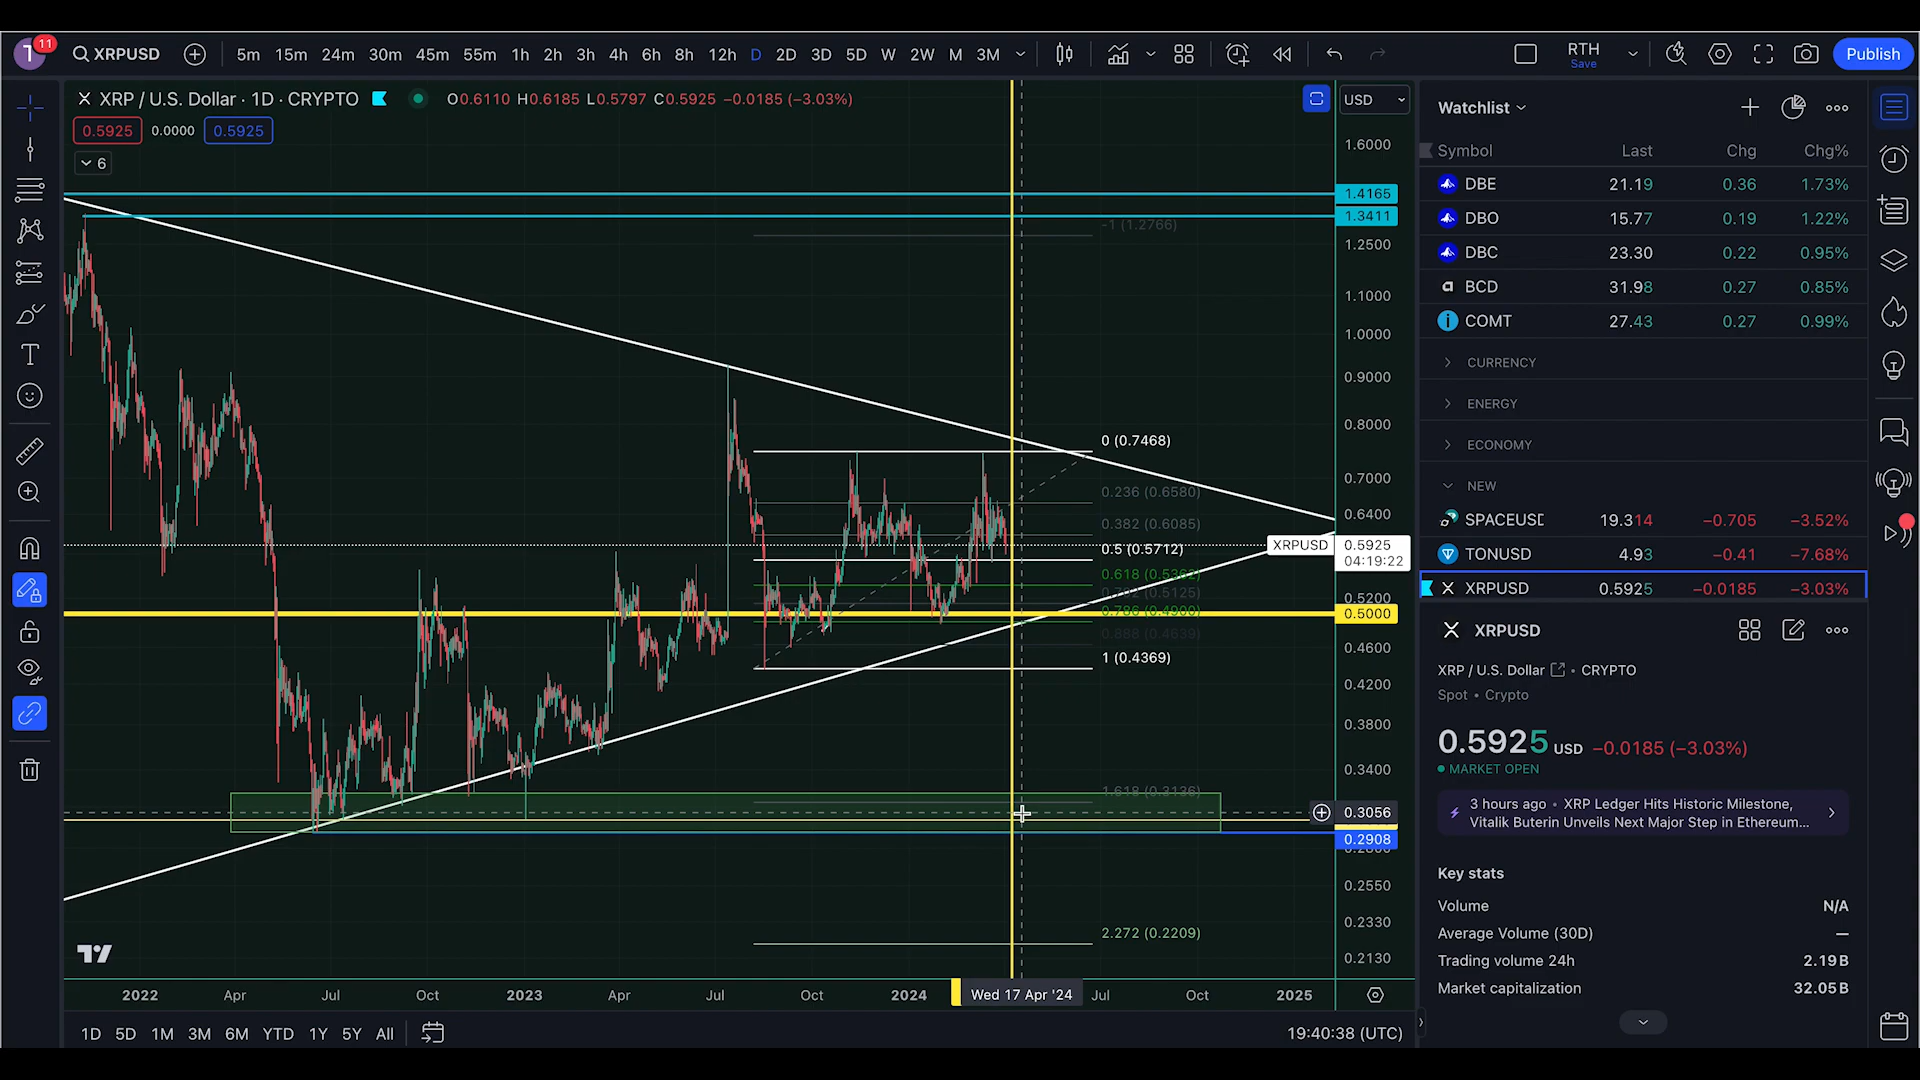 T 11 XRPUSD 5m 15m 24m 30m 45m 55m 1h 2h 3h 4h 6h 8h 12h D 2D 3D 5D W 2W M 3M RTH Save Publish
XRP / U.S. Dollar · 1D · CRYPTO O0.6110 H0.6185 L0.5797 C0.5925 −0.0185 (−3.03%)
0.5925 0.0000 0.5925
6
USD
1.6000
1.4165
1.3411
-1 (1.2766)
1.2500
1.1000
1.0000
0.9000
0.8000
0 (0.7468)
0.7000
0.236 (0.6580)
0.6400
0.382 (0.6085)
XRPUSD 0.5925
04:19:22
0.5 (0.5712)
0.618 (0.5362)
0.5200
0.786 (0.4900)
0.5000
0.888 (0.4639)
0.4600
1 (0.4369)
0.4200
0.3800
0.3400
1.618 (0.3136)
0.3056
0.2908
0.2550
0.2330
2.272 (0.2209)
0.2130
2022 Apr Jul Oct 2023 Apr Jul Oct 2024 Wed 17 Apr '24 Jul Oct 2025
1D 5D 1M 3M 6M YTD 1Y 5Y All 19:40:38 (UTC)
Watchlist
Symbol Last Chg Chg%
DBE 21.19 0.36 1.73%
DBO 15.77 0.19 1.22%
DBC 23.30 0.22 0.95%
BCD 31.98 0.27 0.85%
COMT 27.43 0.27 0.99%
CURRENCY
ENERGY
ECONOMY
NEW
SPACEUSD 19.314 −0.705 −3.52%
TONUSD 4.93 −0.41 −7.68%
XRPUSD 0.5925 −0.0185 −3.03%
XRPUSD
XRP / U.S. Dollar • CRYPTO
Spot • Crypto
0.5925 USD −0.0185 (−3.03%)
MARKET OPEN
3 hours ago • XRP Ledger Hits Historic Milestone,
Vitalik Buterin Unveils Next Major Step in Ethereum...
Key stats
Volume N/A
Average Volume (30D) —
Trading volume 24h 2.19B
Market capitalization 32.05B